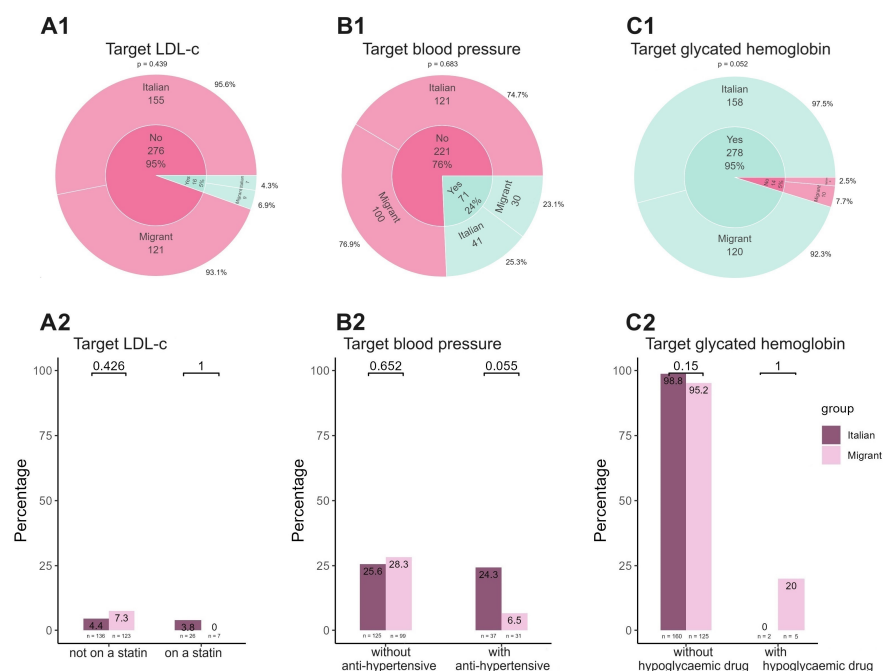 A1
Target LDL-c
p = 0.439
95.6%
Italian
155
No
276
95%
Yes
16
5%
4.3%
6.9%
Migrant
121
93.1%
B1
Target blood pressure
p = 0.683
74.7%
Italian
121
No
221
76%
Yes
71
24%
Migrant
30
23.1%
Italian
41
25.3%
Migrant
100
76.9%
C1
Target glycated hemoglobin
p = 0.052
Italian
158
97.5%
Yes
278
95%
No
14
5%
2.5%
Migrant
10
7.7%
Migrant
120
92.3%
A2
Target LDL-c
0.426
1
100
75
50
25
0
Percentage
4.4
7.3
3.8
0
n = 136
n = 123
n = 26
n = 7
not on a statin
on a statin
B2
Target blood pressure
0.652
0.055
100
75
50
25
0
Percentage
25.6
28.3
24.3
6.5
n = 125
n = 99
n = 37
n = 31
without
anti-hypertensive
with
anti-hypertensive
C2
Target glycated hemoglobin
0.15
1
100
75
50
25
0
Percentage
98.8
95.2
0
20
n = 160
n = 125
n = 2
n = 5
without
hypoglycaemic drug
with
hypoglycaemic drug
group
Italian
Migrant